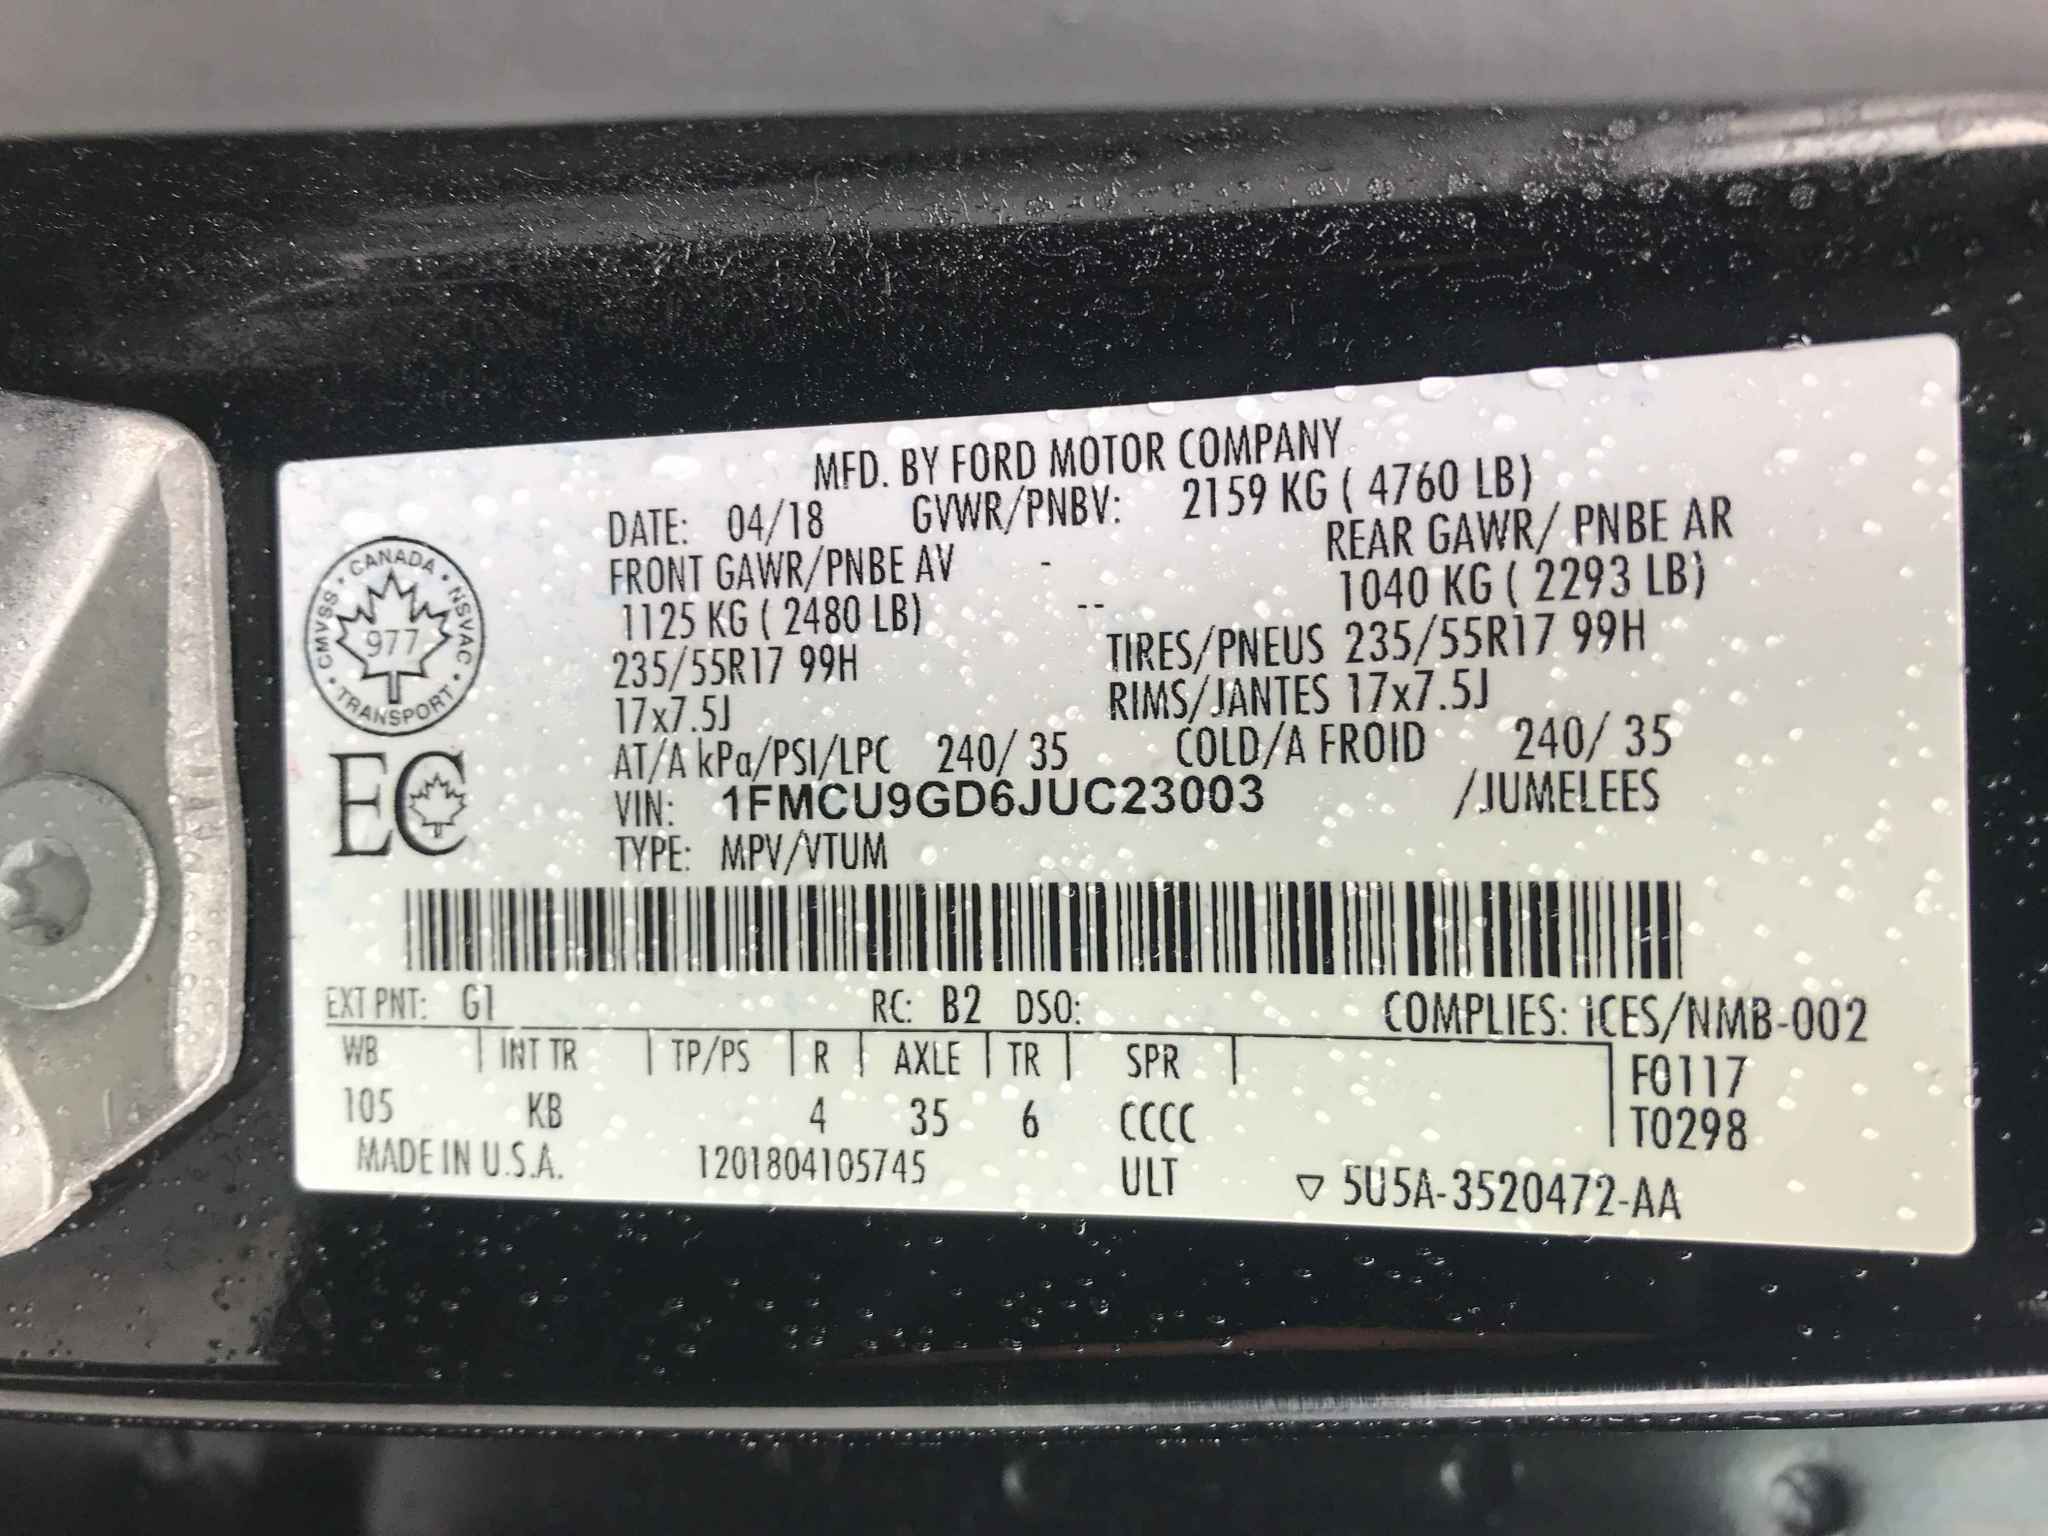 MFD. BY FORD MOTOR COMPANY
DATE: 04/18 GVWR/PNBV: 2159 KG ( 4760 LB)
FRONT GAWR/PNBE AV - REAR GAWR/ PNBE AR
1125 KG ( 2480 LB) -- 1040 KG ( 2293 LB)
235/55R17 99H TIRES/PNEUS 235/55R17 99H
17x7.5J RIMS/JANTES 17x7.5J
AT/A kPa/PSI/LPC 240/ 35 COLD/A FROID 240/ 35
VIN: 1FMCU9GD6JUC23003 /JUMELEES
TYPE: MPV/VTUM
CANADA
CMVSS 977 NSVAC
TRANSPORT
EC
EXT PNT: G1 RC: B2 DSO: COMPLIES: ICES/NMB-002
WB INT TR TP/PS R AXLE TR SPR F0117
105 KB 4 35 6 CCCC T0298
MADE IN U.S.A. 1201804105745 ULT ▽ 5U5A-3520472-AA